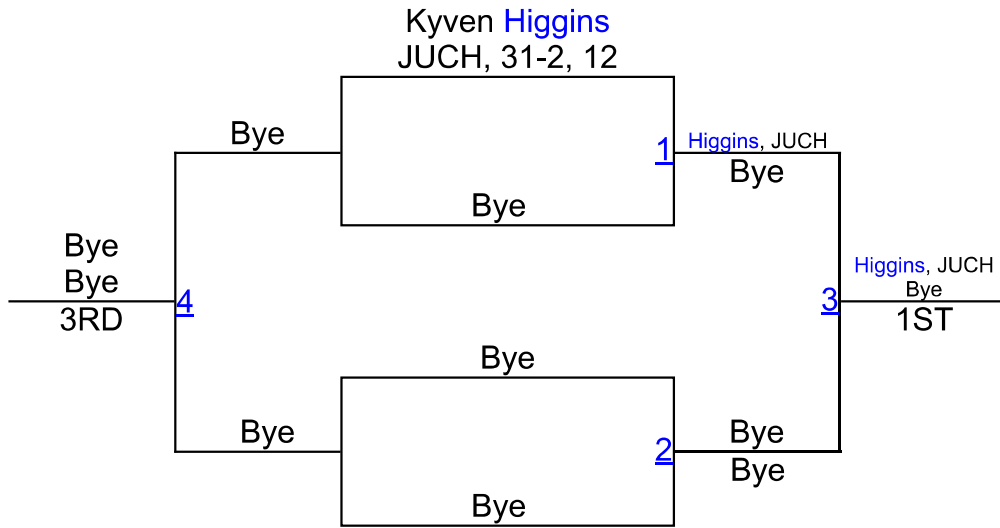 Kyven Higgins
JUCH, 31-2, 12
Bye
1
Higgins, JUCH
Bye
Bye
Bye
Bye
3RD
4
3
Higgins, JUCH
Bye
1ST
Bye
Bye
2
Bye
Bye
Bye